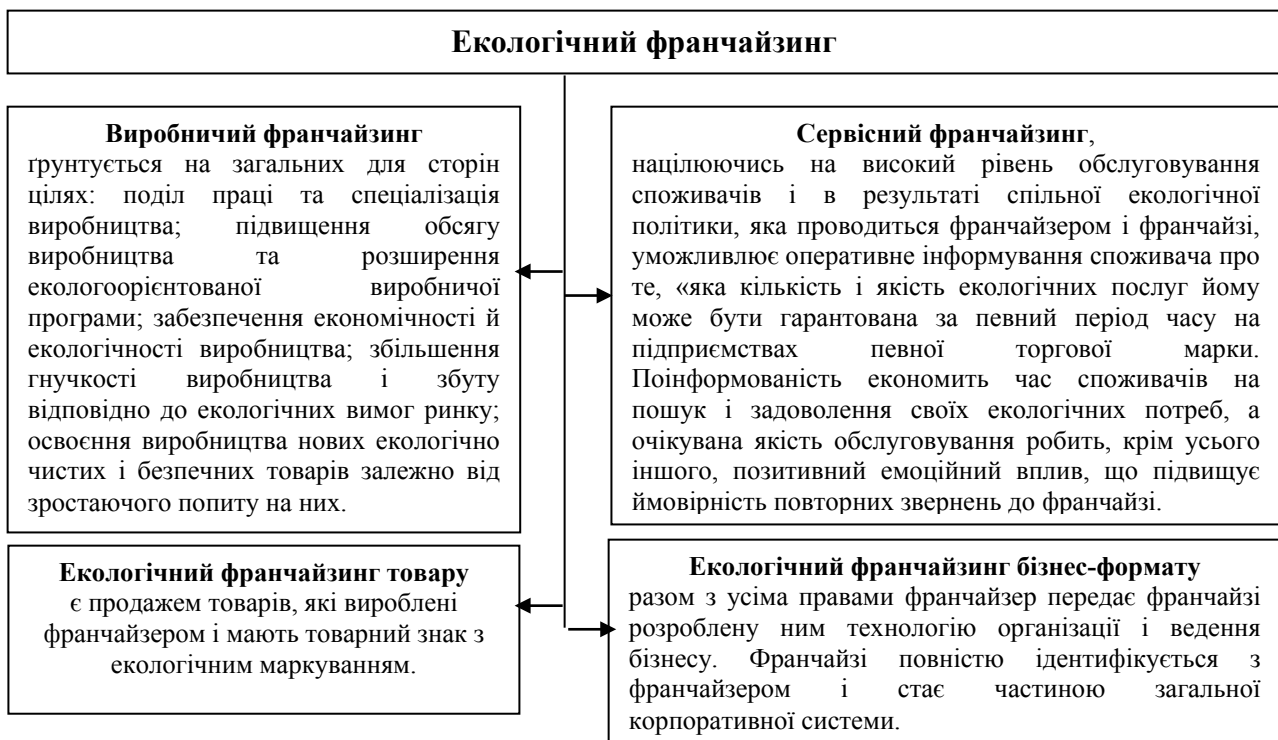 Екологічний франчайзинг
Виробничий франчайзинг
ґрунтується на загальних для сторін
цілях: поділ праці та спеціалізація
виробництва; підвищення обсягу
виробництва та розширення
екологоорієнтованої виробничої
програми; забезпечення економічності й
екологічності виробництва; збільшення
гнучкості виробництва і збуту
відповідно до екологічних вимог ринку;
освоєння виробництва нових екологічно
чистих і безпечних товарів залежно від
зростаючого попиту на них.
Сервісний франчайзинг,
націлюючись на високий рівень обслуговування
споживачів і в результаті спільної екологічної
політики, яка проводиться франчайзером і франчайзі,
уможливлює оперативне інформування споживача про
те, «яка кількість і якість екологічних послуг йому
може бути гарантована за певний період часу на
підприємствах певної торгової марки.
Поінформованість економить час споживачів на
пошук і задоволення своїх екологічних потреб, а
очікувана якість обслуговування робить, крім усього
іншого, позитивний емоційний вплив, що підвищує
ймовірність повторних звернень до франчайзі.
Екологічний франчайзинг товару
є продажем товарів, які вироблені
франчайзером і мають товарний знак з
екологічним маркуванням.
Екологічний франчайзинг бізнес-формату
разом з усіма правами франчайзер передає франчайзі
розроблену ним технологію організації і ведення
бізнесу. Франчайзі повністю ідентифікується з
франчайзером і стає частиною загальної
корпоративної системи.